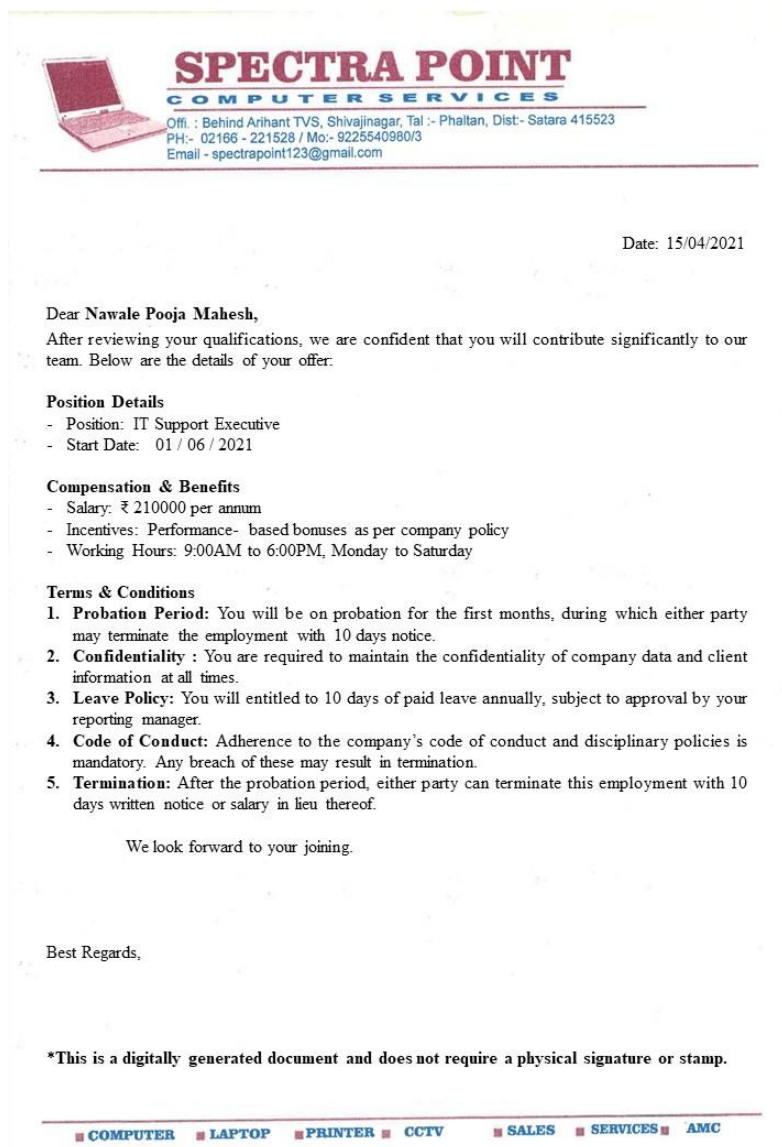 SPECTRA POINT
COMPUTER SERVICES
Offi. : Behind Arihant TVS, Shivajinagar, Tal :- Phaltan, Dist:- Satara 415523
PH:- 02166 - 221528 / Mo:- 9225540980/3
Email - spectrapoint123@gmail.com
Date: 15/04/2021
Dear Nawale Pooja Mahesh,
After reviewing your qualifications, we are confident that you will contribute significantly to our
team. Below are the details of your offer:
Position Details
- Position: IT Support Executive
- Start Date: 01 / 06 / 2021
Compensation & Benefits
- Salary: ₹ 210000 per annum
- Incentives: Performance- based bonuses as per company policy
- Working Hours: 9:00AM to 6:00PM, Monday to Saturday
Terms & Conditions
1. Probation Period: You will be on probation for the first months, during which either party
may terminate the employment with 10 days notice.
2. Confidentiality : You are required to maintain the confidentiality of company data and client
information at all times.
3. Leave Policy: You will entitled to 10 days of paid leave annually, subject to approval by your
reporting manager.
4. Code of Conduct: Adherence to the company's code of conduct and disciplinary policies is
mandatory. Any breach of these may result in termination.
5. Termination: After the probation period, either party can terminate this employment with 10
days written notice or salary in lieu thereof.
We look forward to your joining.
Best Regards,
*This is a digitally generated document and does not require a physical signature or stamp.
COMPUTER LAPTOP PRINTER CCTV SALES SERVICES AMC